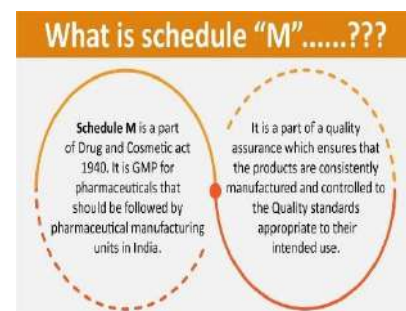 What is schedule “M”......???
Schedule M is a part
of Drug and Cosmetic act
1940. It is GMP for
pharmaceuticals that
should be followed by
pharmaceutical manufacturing
units in India.
It is a part of a quality
assurance which ensures that
the products are consistently
manufactured and controlled to
the Quality standards
appropriate to their
intended use.